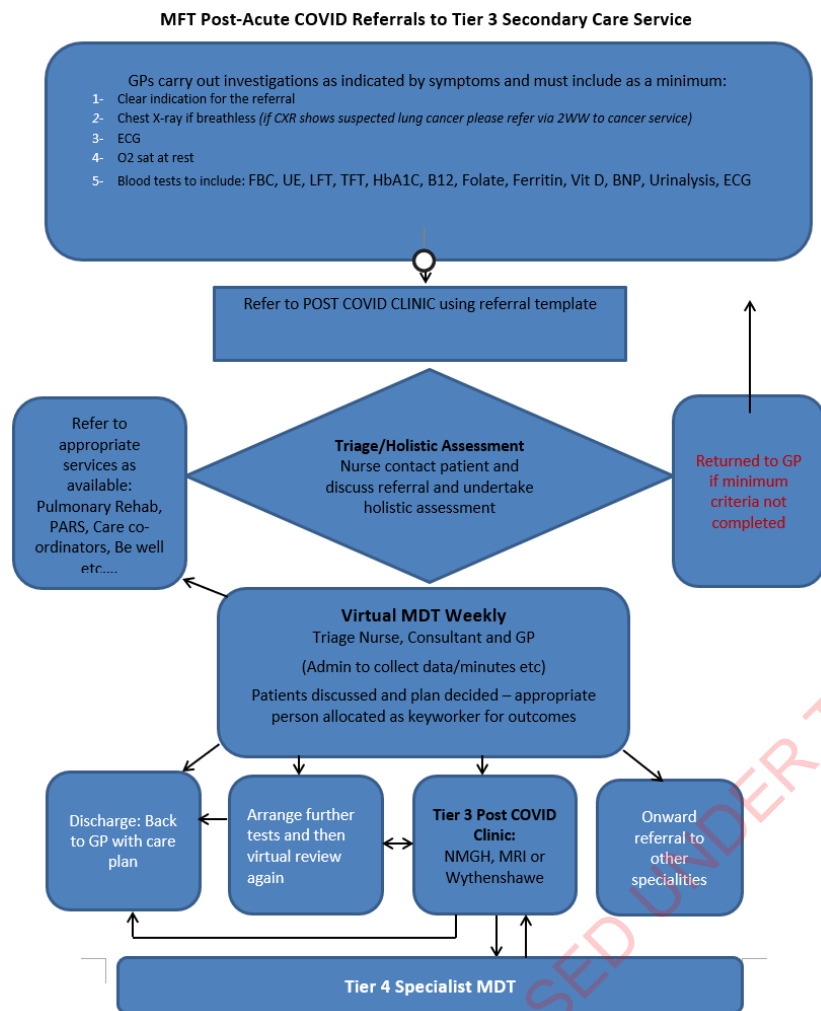 MFT Post-Acute COVID Referrals to Tier 3 Secondary Care Service
GPs carry out investigations as indicated by symptoms and must include as a minimum:
1- Clear indication for the referral
2- Chest X-ray if breathless (if CXR shows suspected lung cancer please refer via 2WW to cancer service)
3- ECG
4- O2 sat at rest
5- Blood tests to include: FBC, UE, LFT, TFT, HbA1C, B12, Folate, Ferritin, Vit D, BNP, Urinalysis, ECG
Refer to POST COVID CLINIC using referral template
Refer to
appropriate
services as
available:
Pulmonary Rehab,
PARS, Care co-
ordinators, Be well
etc....
Triage/Holistic Assessment
Nurse contact patient and
discuss referral and undertake
holistic assessment
Returned to GP
if minimum
criteria not
completed
Virtual MDT Weekly
Triage Nurse, Consultant and GP
(Admin to collect data/minutes etc)
Patients discussed and plan decided – appropriate
person allocated as keyworker for outcomes
Discharge: Back
to GP with care
plan
Arrange further
tests and then
virtual review
again
Tier 3 Post COVID
Clinic:
NMGH, MRI or
Wythenshawe
Onward
referral to
other
specialities
Tier 4 Specialist MDT
SED UNDER T